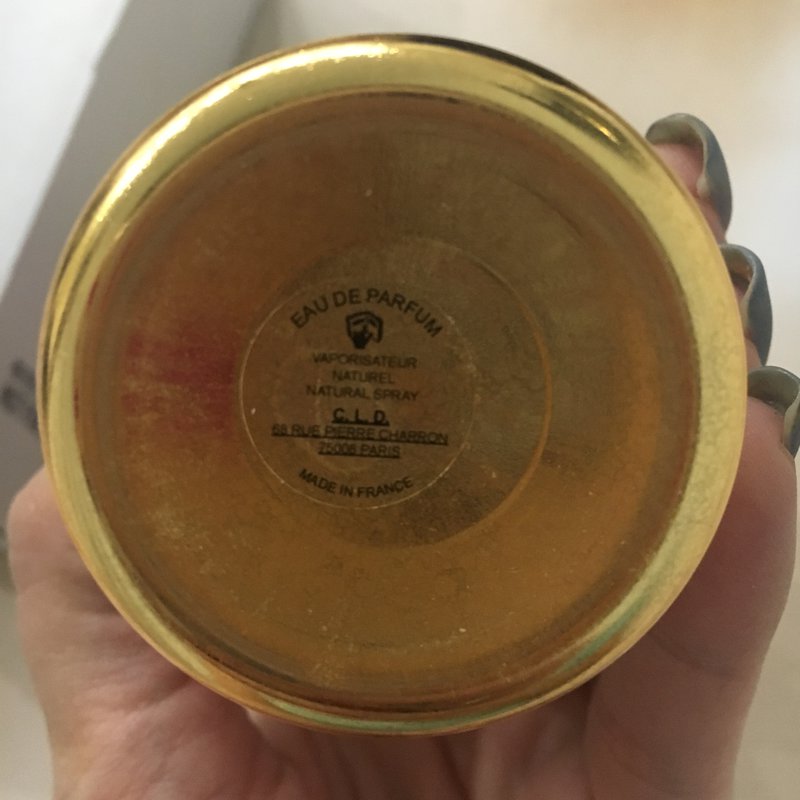 EAU DE PARFUM
VAPORISATEUR
NATUREL
NATURAL SPRAY
C.L.D.
68 RUE PIERRE CHARRON
75008 PARIS
MADE IN FRANCE